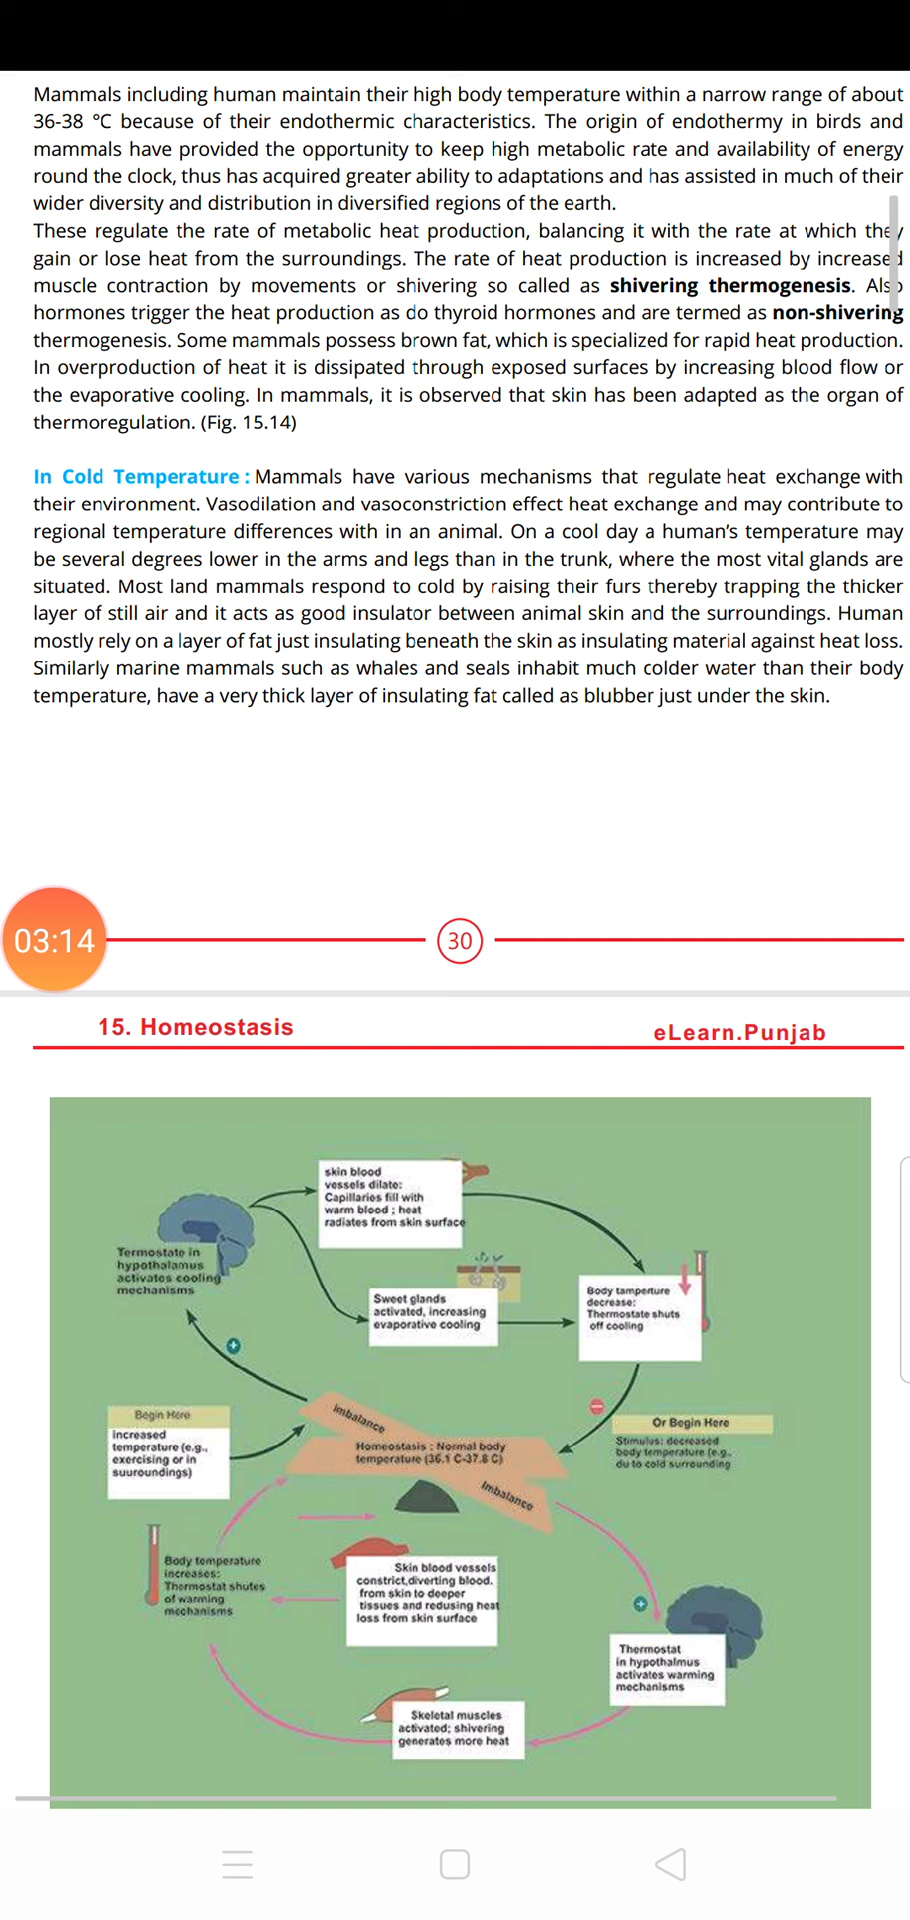 Mammals including human maintain their high body temperature within a narrow range of about
36-38 °C because of their endothermic characteristics. The origin of endothermy in birds and
mammals have provided the opportunity to keep high metabolic rate and availability of energy
round the clock, thus has acquired greater ability to adaptations and has assisted in much of their
wider diversity and distribution in diversified regions of the earth.
These regulate the rate of metabolic heat production, balancing it with the rate at which they
gain or lose heat from the surroundings. The rate of heat production is increased by increased
muscle contraction by movements or shivering so called as shivering thermogenesis. Also
hormones trigger the heat production as do thyroid hormones and are termed as non-shivering
thermogenesis. Some mammals possess brown fat, which is specialized for rapid heat production.
In overproduction of heat it is dissipated through exposed surfaces by increasing blood flow or
the evaporative cooling. In mammals, it is observed that skin has been adapted as the organ of
thermoregulation. (Fig. 15.14)
In Cold Temperature : Mammals have various mechanisms that regulate heat exchange with
their environment. Vasodilation and vasoconstriction effect heat exchange and may contribute to
regional temperature differences with in an animal. On a cool day a human's temperature may
be several degrees lower in the arms and legs than in the trunk, where the most vital glands are
situated. Most land mammals respond to cold by raising their furs thereby trapping the thicker
layer of still air and it acts as good insulator between animal skin and the surroundings. Human
mostly rely on a layer of fat just insulating beneath the skin as insulating material against heat loss.
Similarly marine mammals such as whales and seals inhabit much colder water than their body
temperature, have a very thick layer of insulating fat called as blubber just under the skin.
03:14
30
15. Homeostasis
eLearn.Punjab
skin blood
vessels dilate:
Capillaries fill with
warm blood ; heat
radiates from skin surface
Termostate in
hypothalamus
activates cooling
mechanisms
Sweet glands
activated, increasing
evaporative cooling
Body tamperture
decrease:
Thermostate shuts
off cooling
Begin Here
increased
temperature (e.g.,
exercising or in
suuroundings)
Imbalance
Homeostasis : Normal body
temperature (36.1 C-37.8 C)
Imbalance
Or Begin Here
Stimulus: decreased
body temperature (e.g.,
du to cold surrounding
Body temperature
increases:
Thermostat shutes
of warming
mechanisms
Skin blood vessels
constrict,diverting blood.
from skin to deeper
tissues and redusing heat
loss from skin surface
Thermostat
in hypothalmus
activates warming
mechanisms
Skeletal muscles
activated; shivering
generates more heat